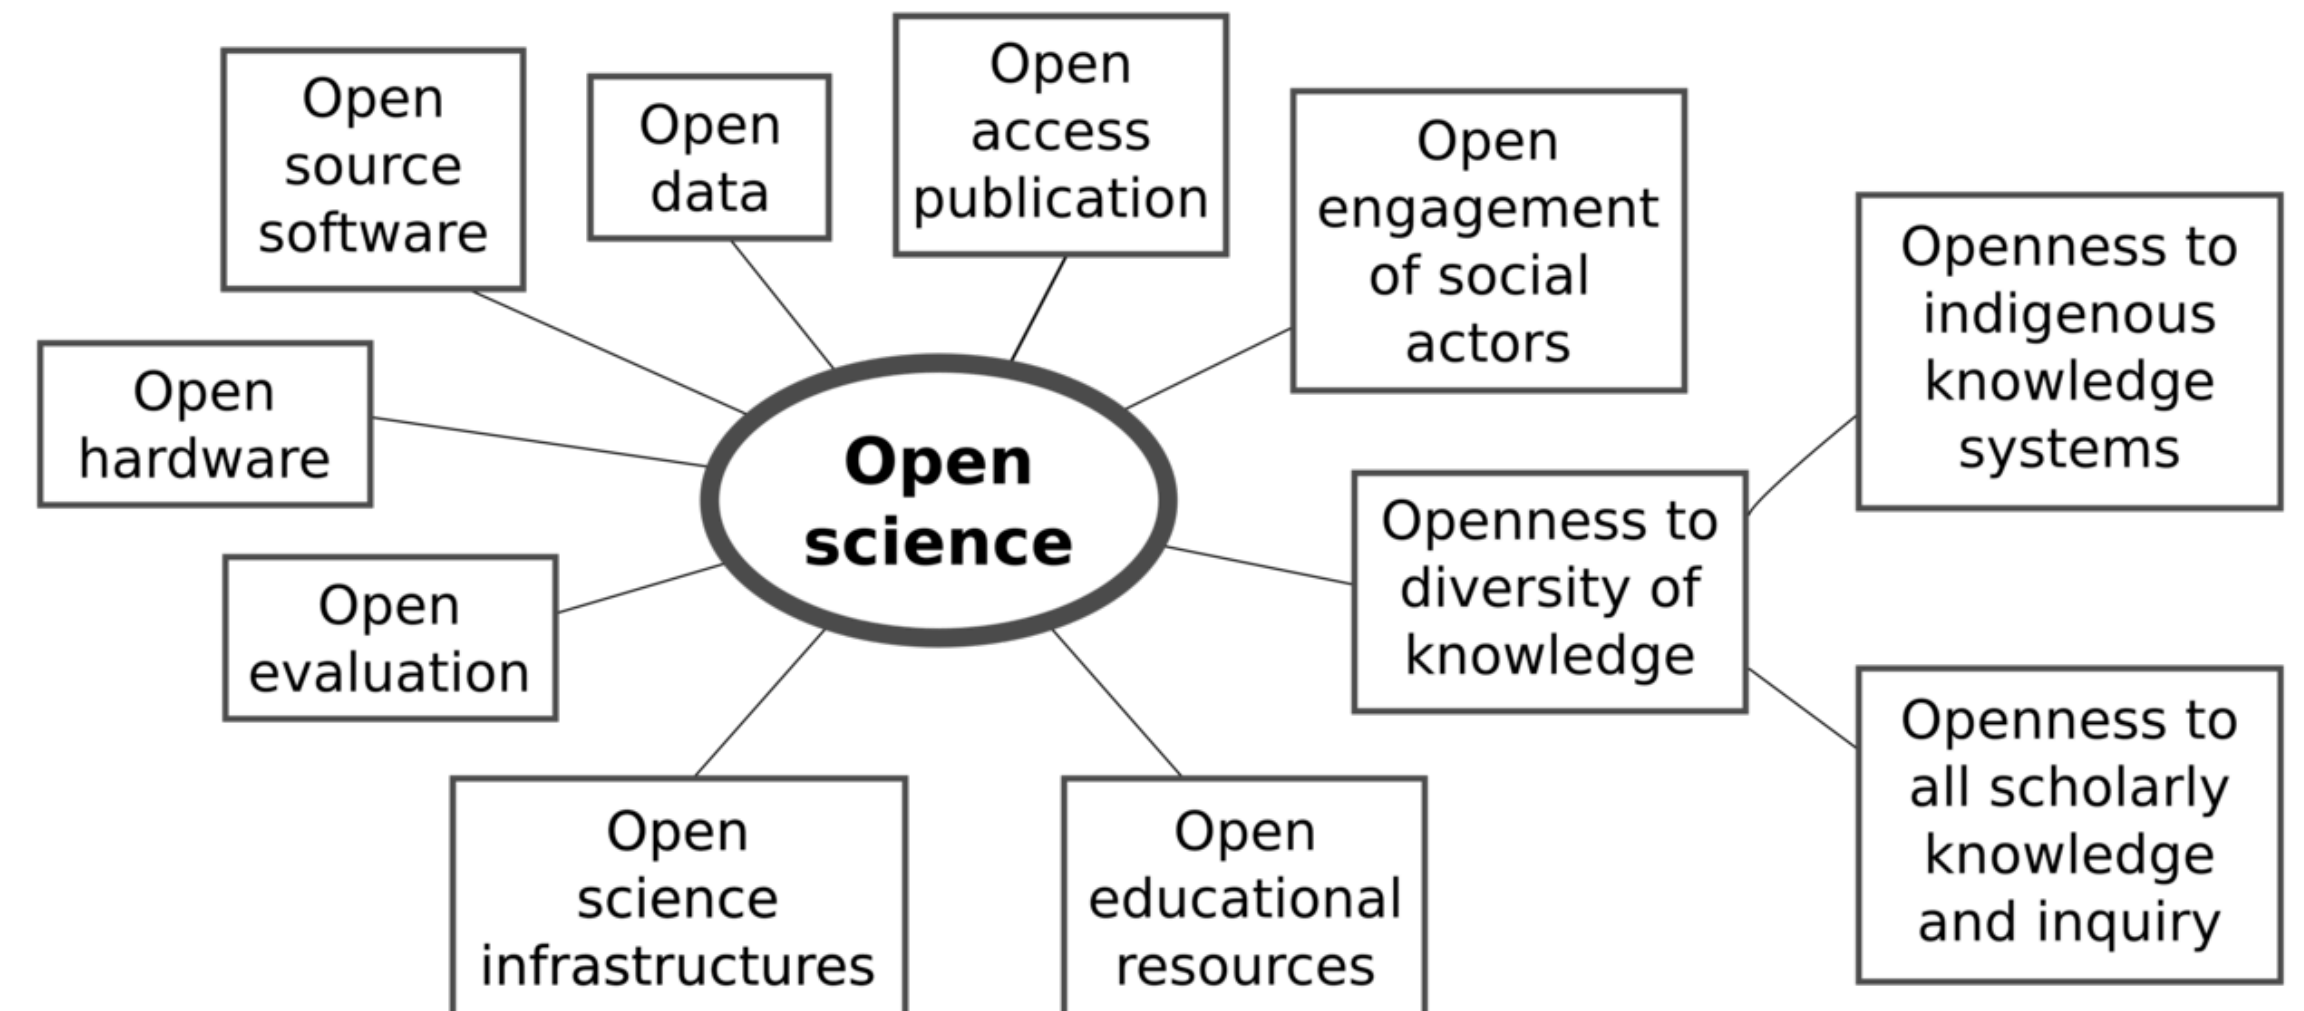 Open
source
software
Open
data
Open
access
publication
Open
engagement
of social
actors
Openness to
indigenous
knowledge
systems
Open
hardware
Open
science
Openness to
diversity of
knowledge
Open
evaluation
Openness to
all scholarly
knowledge
and inquiry
Open
science
infrastructures
Open
educational
resources